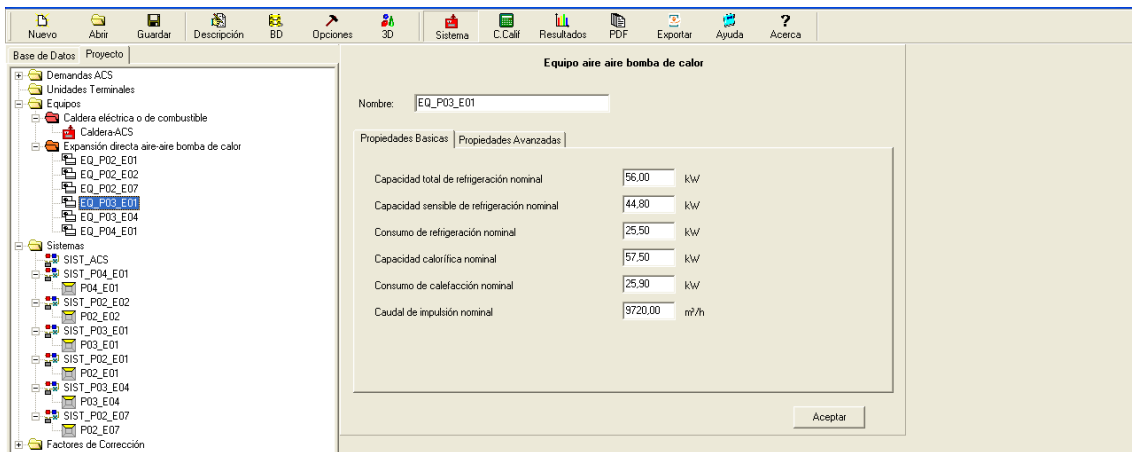 Nuevo Abrir Guardar Descripción BD Opciones 3D Sistema C.Calif Resultados PDF Exportar Ayuda Acerca
Base de Datos Proyecto
Demandas ACS
Unidades Terminales
Equipos
Caldera eléctrica o de combustible
Caldera-ACS
Expansión directa aire-aire bomba de calor
EQ_P02_E01
EQ_P02_E02
EQ_P02_E07
EQ_P03_E01
EQ_P03_E04
EQ_P04_E01
Sistemas
SIST_ACS
SIST_P04_E01
P04_E01
SIST_P02_E02
P02_E02
SIST_P03_E01
P03_E01
SIST_P02_E01
P02_E01
SIST_P03_E04
P03_E04
SIST_P02_E07
P02_E07
Factores de Corrección
Equipo aire aire bomba de calor
Nombre: EQ_P03_E01
Propiedades Basicas Propiedades Avanzadas
Capacidad total de refrigeración nominal 56,00 kW
Capacidad sensible de refrigeración nominal 44,80 kW
Consumo de refrigeración nominal 25,50 kW
Capacidad calorífica nominal 57,50 kW
Consumo de calefacción nominal 25,90 kW
Caudal de impulsión nominal 9720,00 m³/h
Aceptar